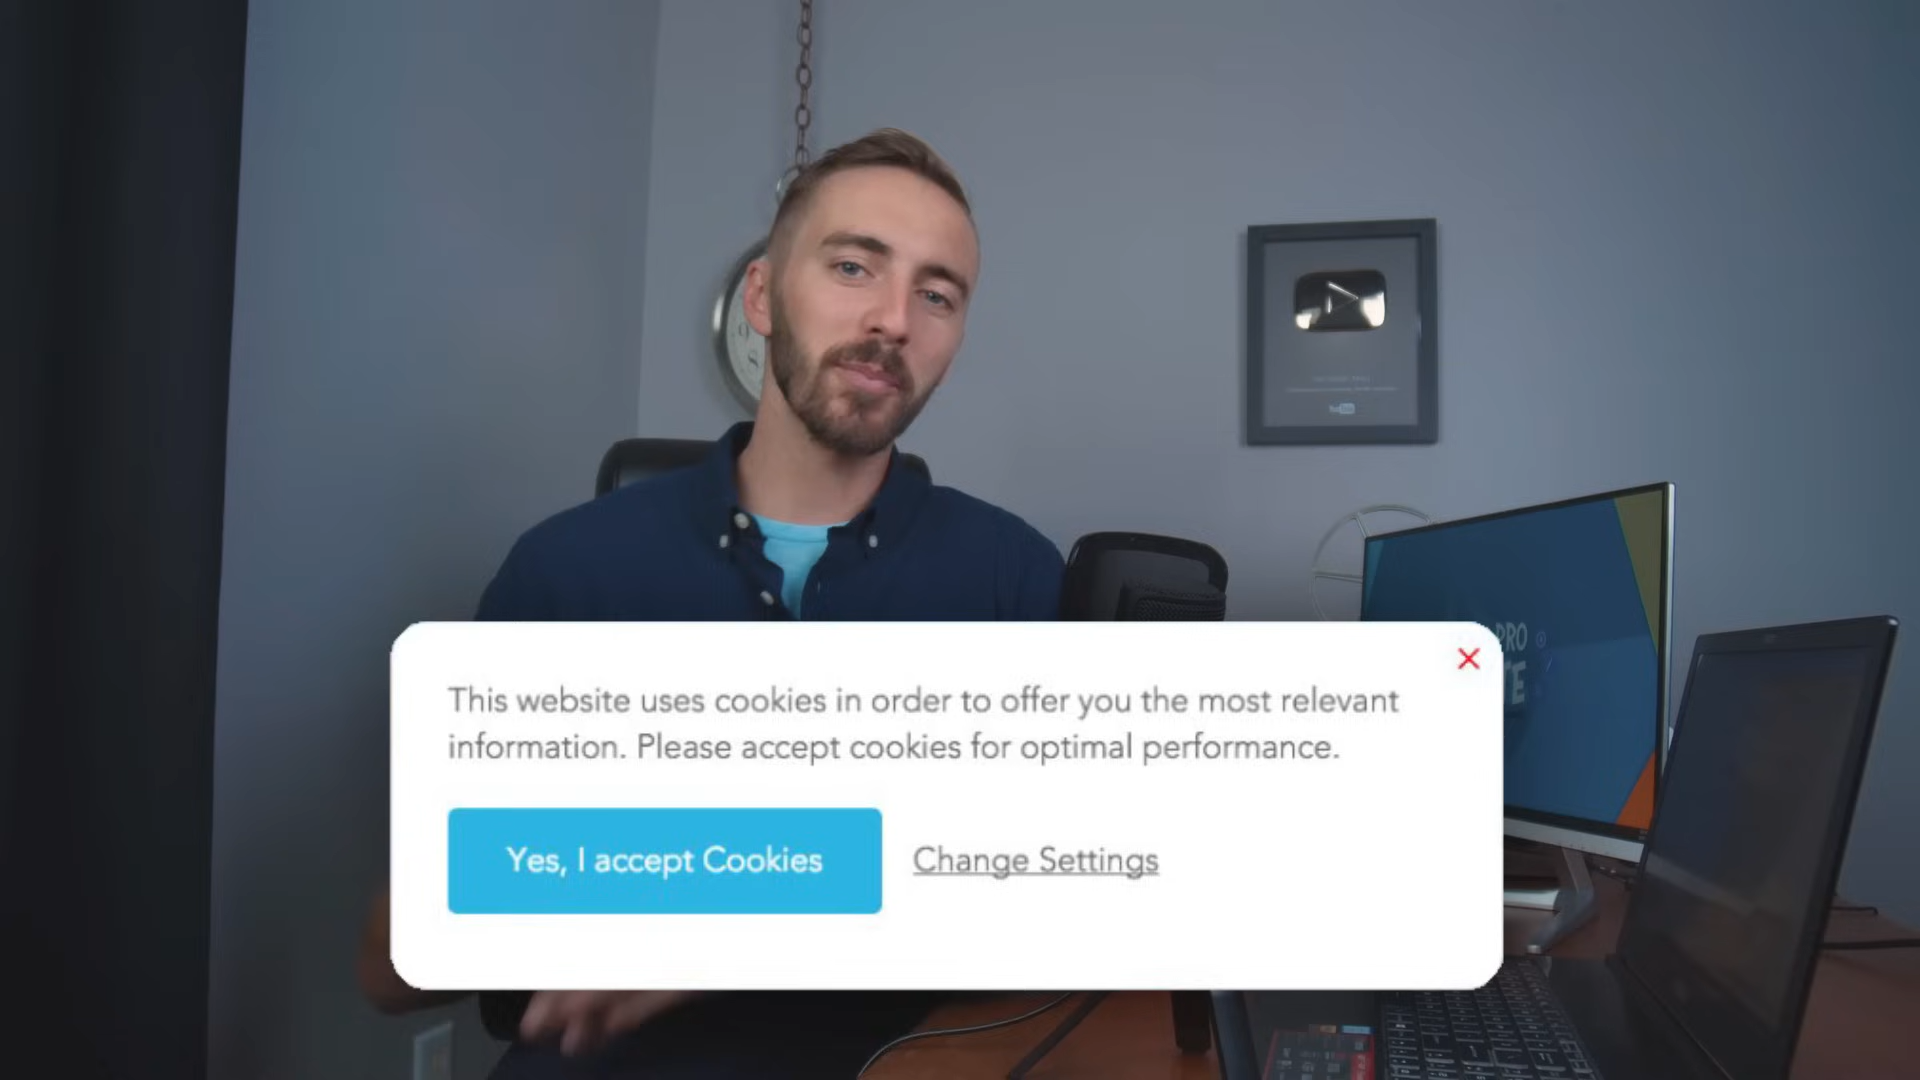 PRO
This website uses cookies in order to offer you the most relevant
information. Please accept cookies for optimal performance.
Yes, I accept Cookies
Change Settings